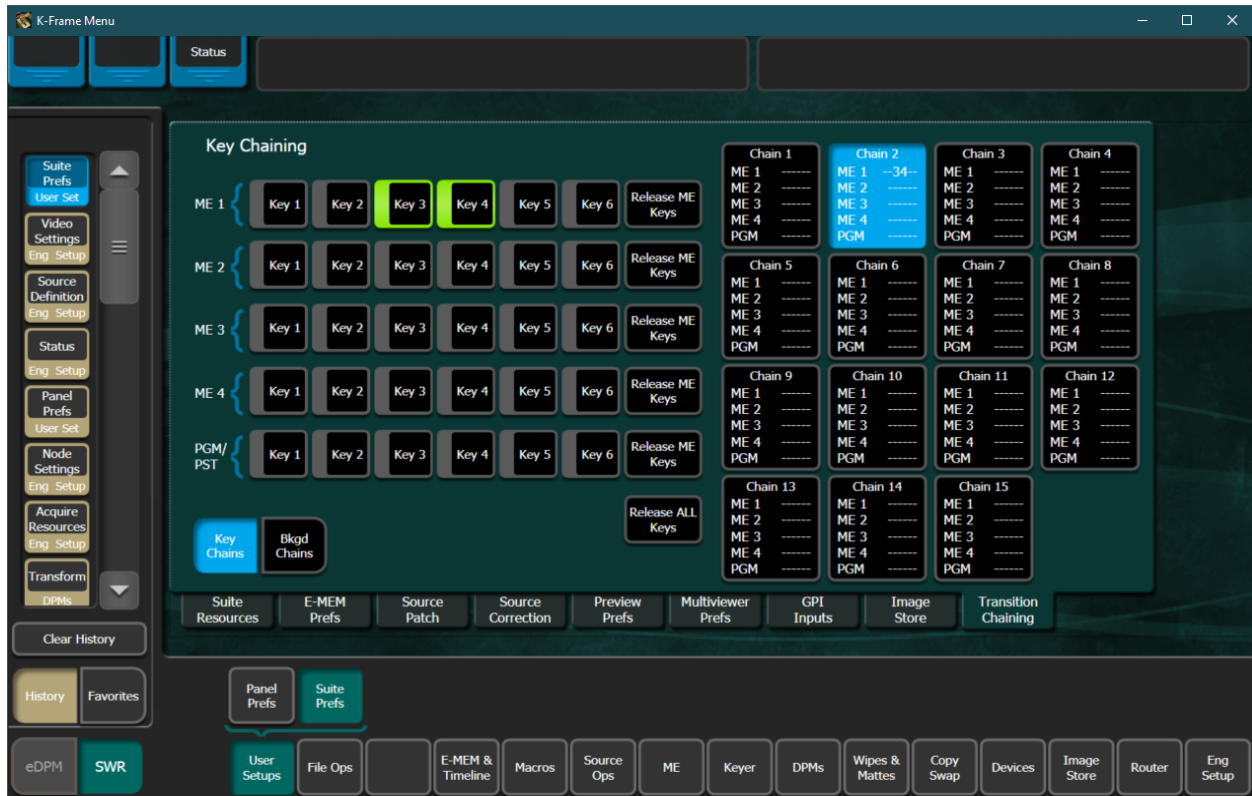 K-Frame Menu
Status
Suite
Prefs
User Set
Video
Settings
Eng Setup
Source
Definition
Eng Setup
Status
Eng Setup
Panel
Prefs
User Set
Node
Settings
Eng Setup
Acquire
Resources
Eng Setup
Transform
DPMs
Clear History
History
Favorites
eDPM
SWR
Key Chaining
ME 1 { Key 1 Key 2 Key 3 Key 4 Key 5 Key 6 Release ME
Keys
ME 2 { Key 1 Key 2 Key 3 Key 4 Key 5 Key 6 Release ME
Keys
ME 3 { Key 1 Key 2 Key 3 Key 4 Key 5 Key 6 Release ME
Keys
ME 4 { Key 1 Key 2 Key 3 Key 4 Key 5 Key 6 Release ME
Keys
PGM/
PST { Key 1 Key 2 Key 3 Key 4 Key 5 Key 6 Release ME
Keys
Release ALL
Keys
Key
Chains
Bkgd
Chains
Chain 1
ME 1 ------
ME 2 ------
ME 3 ------
ME 4 ------
PGM ------
Chain 2
ME 1 --34--
ME 2 ------
ME 3 ------
ME 4 ------
PGM ------
Chain 3
ME 1 ------
ME 2 ------
ME 3 ------
ME 4 ------
PGM ------
Chain 4
ME 1 ------
ME 2 ------
ME 3 ------
ME 4 ------
PGM ------
Chain 5
ME 1 ------
ME 2 ------
ME 3 ------
ME 4 ------
PGM ------
Chain 6
ME 1 ------
ME 2 ------
ME 3 ------
ME 4 ------
PGM ------
Chain 7
ME 1 ------
ME 2 ------
ME 3 ------
ME 4 ------
PGM ------
Chain 8
ME 1 ------
ME 2 ------
ME 3 ------
ME 4 ------
PGM ------
Chain 9
ME 1 ------
ME 2 ------
ME 3 ------
ME 4 ------
PGM ------
Chain 10
ME 1 ------
ME 2 ------
ME 3 ------
ME 4 ------
PGM ------
Chain 11
ME 1 ------
ME 2 ------
ME 3 ------
ME 4 ------
PGM ------
Chain 12
ME 1 ------
ME 2 ------
ME 3 ------
ME 4 ------
PGM ------
Chain 13
ME 1 ------
ME 2 ------
ME 3 ------
ME 4 ------
PGM ------
Chain 14
ME 1 ------
ME 2 ------
ME 3 ------
ME 4 ------
PGM ------
Chain 15
ME 1 ------
ME 2 ------
ME 3 ------
ME 4 ------
PGM ------
Suite
Resources
E-MEM
Prefs
Source
Patch
Source
Correction
Preview
Prefs
Multiviewer
Prefs
GPI
Inputs
Image
Store
Transition
Chaining
Panel
Prefs
Suite
Prefs
User
Setups
File Ops
E-MEM &
Timeline
Macros
Source
Ops
ME
Keyer
DPMs
Wipes &
Mattes
Copy
Swap
Devices
Image
Store
Router
Eng
Setup